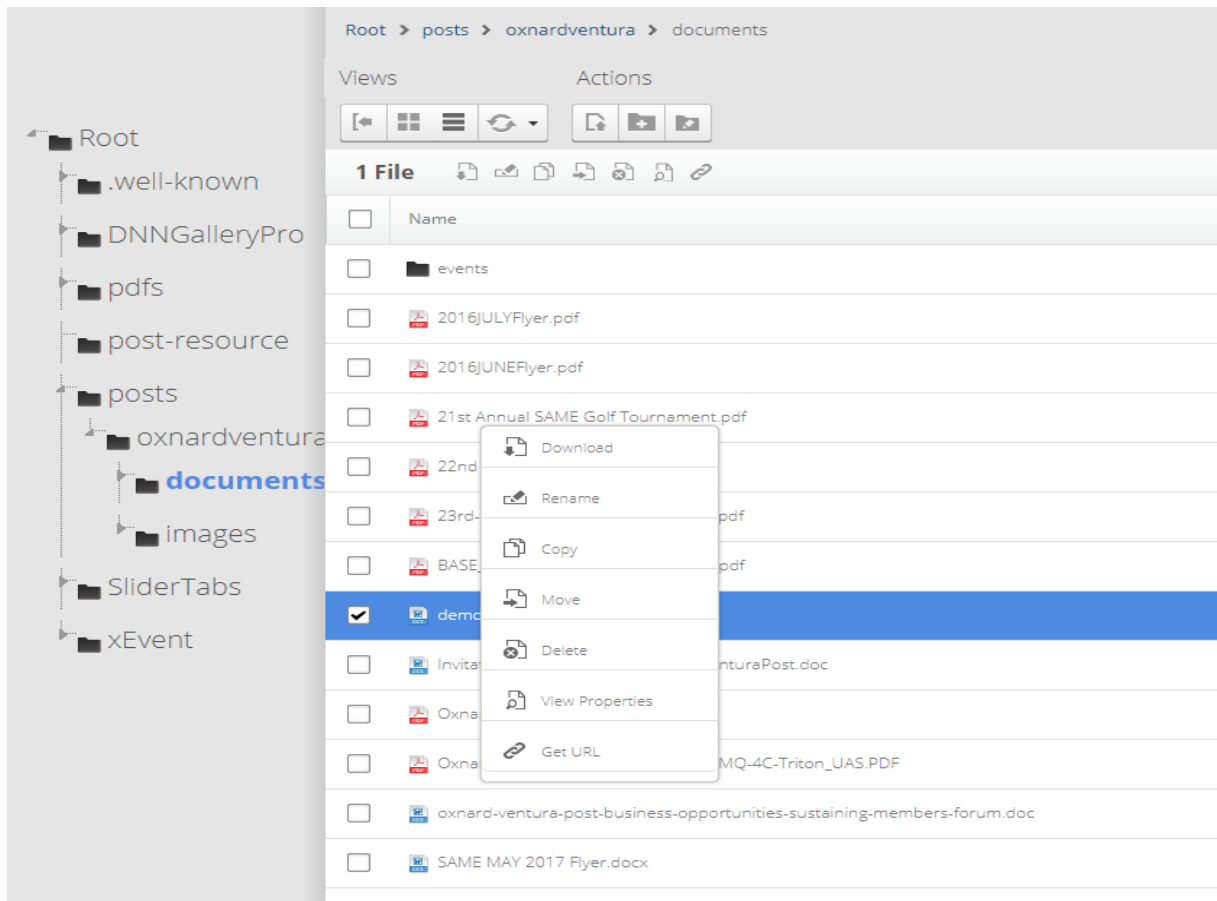 Root > posts > oxnardventura > documents
Views Actions
1 File
Name
Root
.well-known
DNNGalleryPro
pdfs
post-resource
posts
oxnardventura
documents
images
SliderTabs
xEvent
events
2016JULYFlyer.pdf
2016JUNEFlyer.pdf
21st Annual SAME Golf Tournament.pdf
22nd
23rd- pdf
BASE_ pdf
demo
Invitat nturaPost.doc
Oxna
Oxna MQ-4C-Triton_UAS.PDF
oxnard-ventura-post-business-opportunities-sustaining-members-forum.doc
SAME MAY 2017 Flyer.docx
Download
Rename
Copy
Move
Delete
View Properties
Get URL